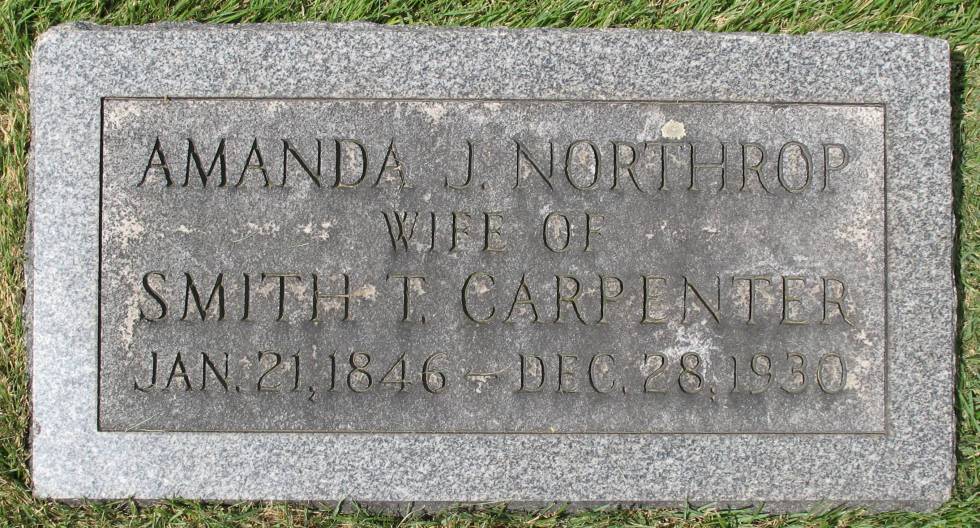 AMANDA J. NORTHROP
WIFE OF
SMITH T. CARPENTER
JAN. 21, 1846 – DEC. 28, 1930